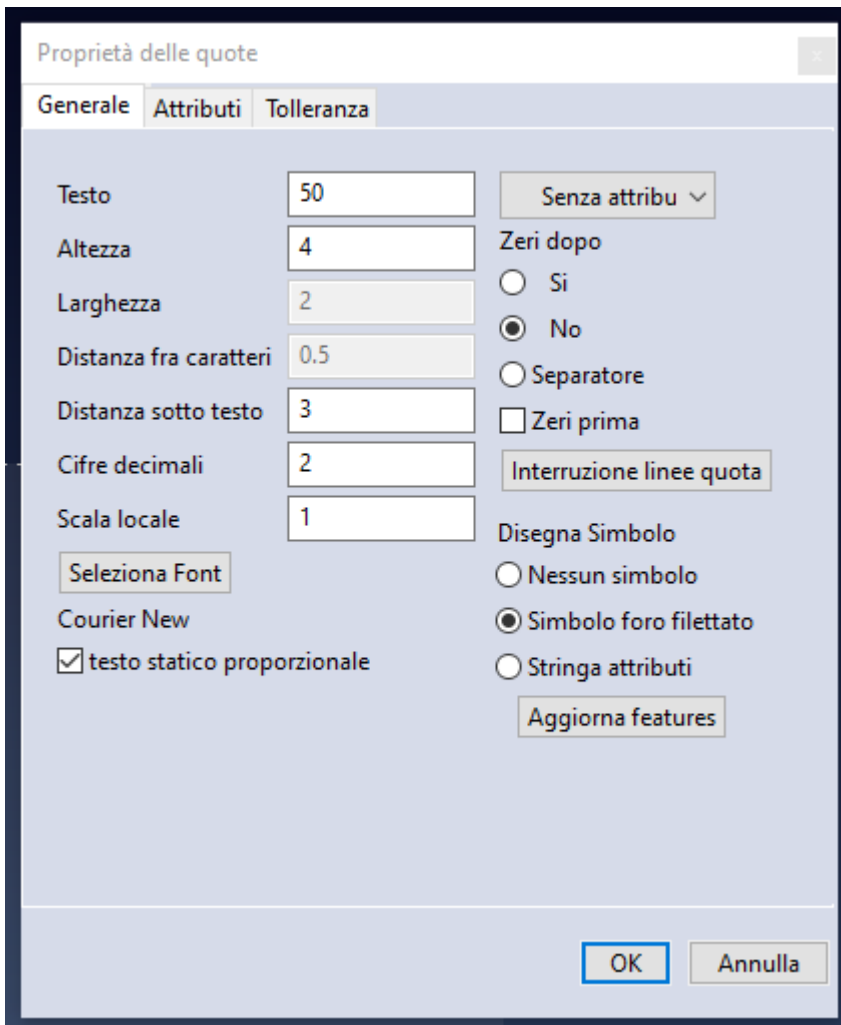 Proprietà delle quote
x
Generale Attributi Tolleranza
Testo 50 Senza attribu
Altezza 4 Zeri dopo
Larghezza 2 Si
No
Distanza fra caratteri 0.5 Separatore
Distanza sotto testo 3 Zeri prima
Cifre decimali 2 Interruzione linee quota
Scala locale 1 Disegna Simbolo
Seleziona Font Nessun simbolo
Courier New Simbolo foro filettato
testo statico proporzionale Stringa attributi
Aggiorna features
OK Annulla